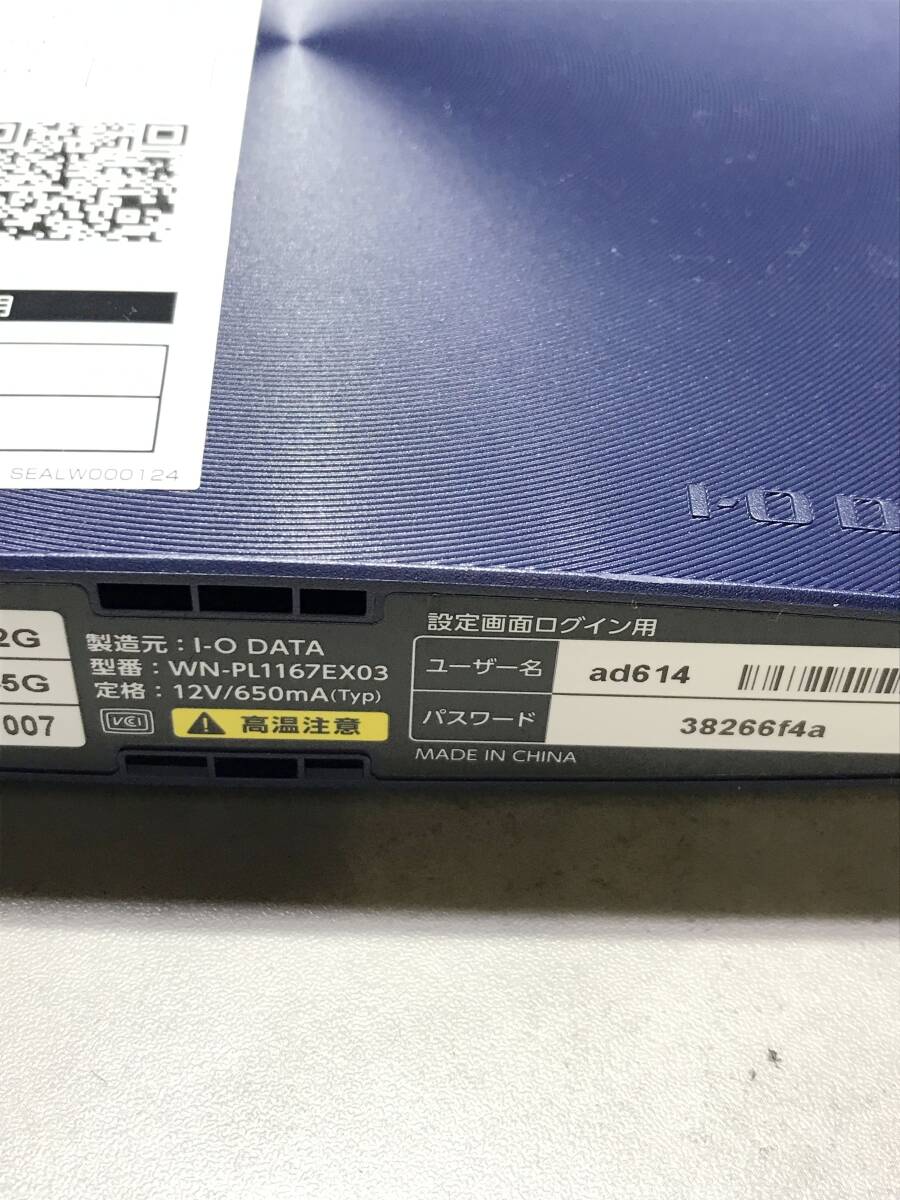 月
SEALW000124
I-O D
2G
5G
007
製造元：I-O DATA
型番：WN-PL1167EX03
定格：12V/650mA(Typ)
VCCI
高温注意
設定画面ログイン用
ユーザー名 ad614
パスワード 38266f4a
MADE IN CHINA